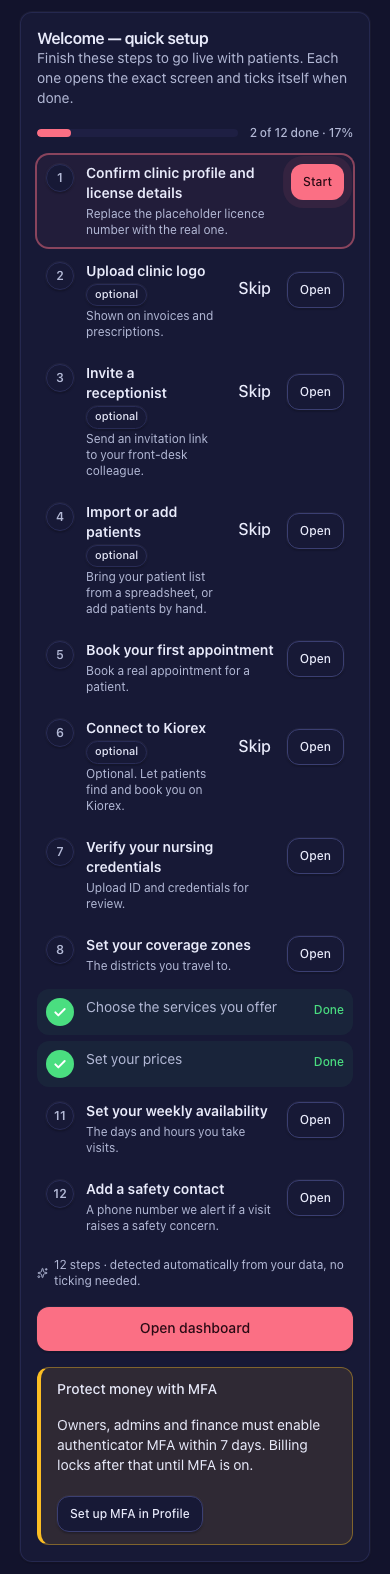 Welcome — quick setup
Finish these steps to go live with patients. Each
one opens the exact screen and ticks itself when
done.
2 of 12 done · 17%
1
Confirm clinic profile and
license details
Replace the placeholder licence
number with the real one.
Start
2
Upload clinic logo
optional
Shown on invoices and
prescriptions.
Skip
Open
3
Invite a
receptionist
optional
Send an invitation link
to your front-desk
colleague.
Skip
Open
4
Import or add
patients
optional
Bring your patient list
from a spreadsheet, or
add patients by hand.
Skip
Open
5
Book your first appointment
Book a real appointment for a
patient.
Open
6
Connect to Kiorex
optional
Optional. Let patients
find and book you on
Kiorex.
Skip
Open
7
Verify your nursing
credentials
Upload ID and credentials for
review.
Open
8
Set your coverage zones
The districts you travel to.
Open
Choose the services you offer
Done
Set your prices
Done
11
Set your weekly availability
The days and hours you take
visits.
Open
12
Add a safety contact
A phone number we alert if a visit
raises a safety concern.
Open
12 steps · detected automatically from your data, no
ticking needed.
Open dashboard
Protect money with MFA
Owners, admins and finance must enable
authenticator MFA within 7 days. Billing
locks after that until MFA is on.
Set up MFA in Profile